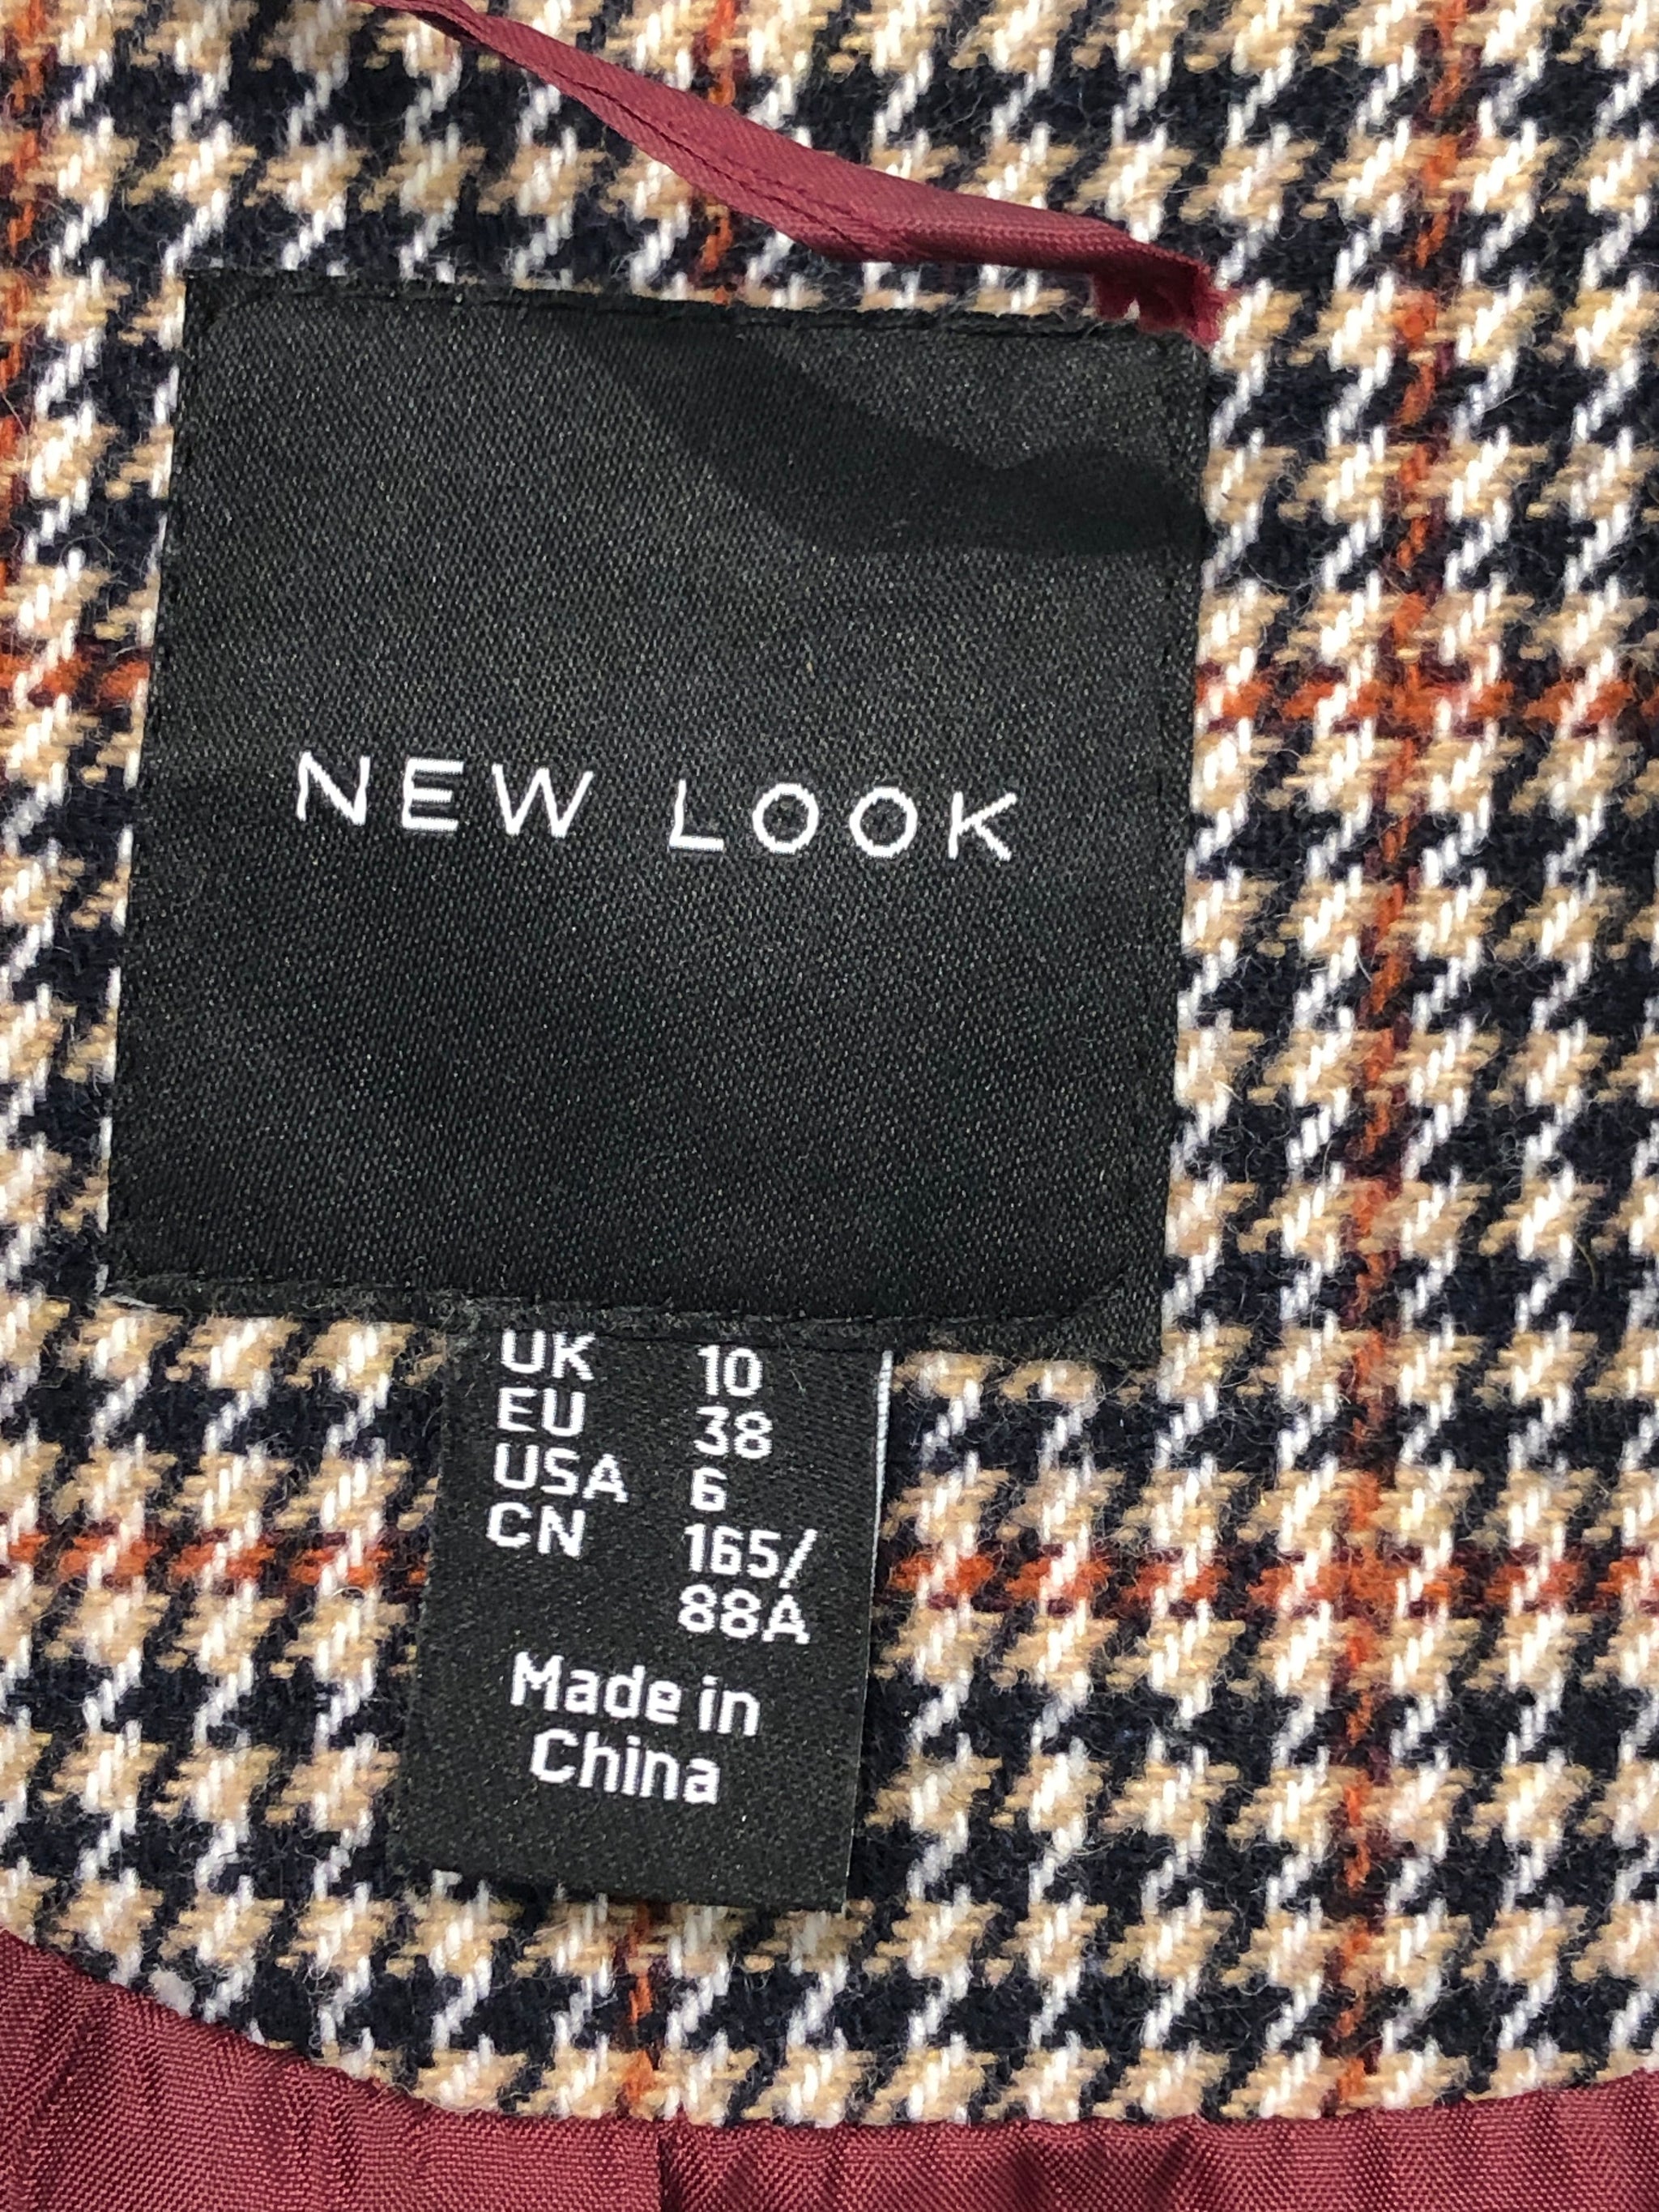 NEW LOOK
UK 10
EU 38
USA 6
CN 165/
88A
Made in
China